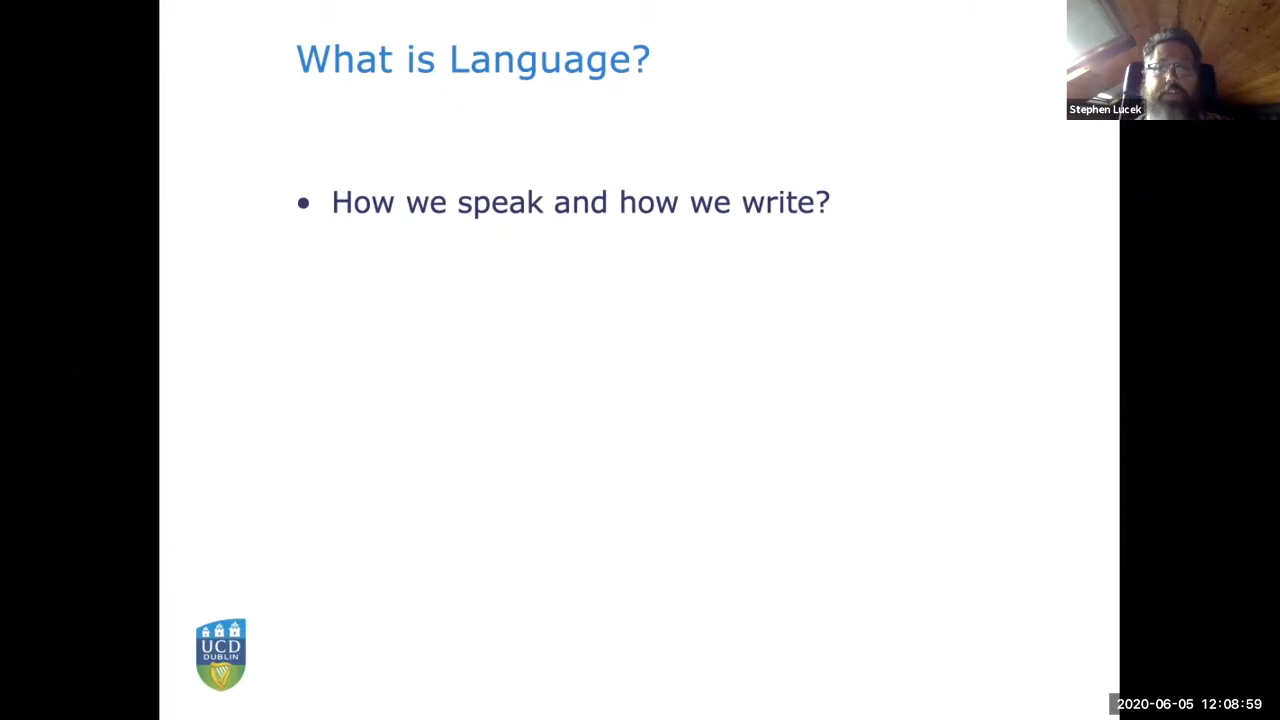 What is Language?
Stephen Lucek
• How we speak and how we write?
UCD
DUBLIN
2020-06-05 12:08:59